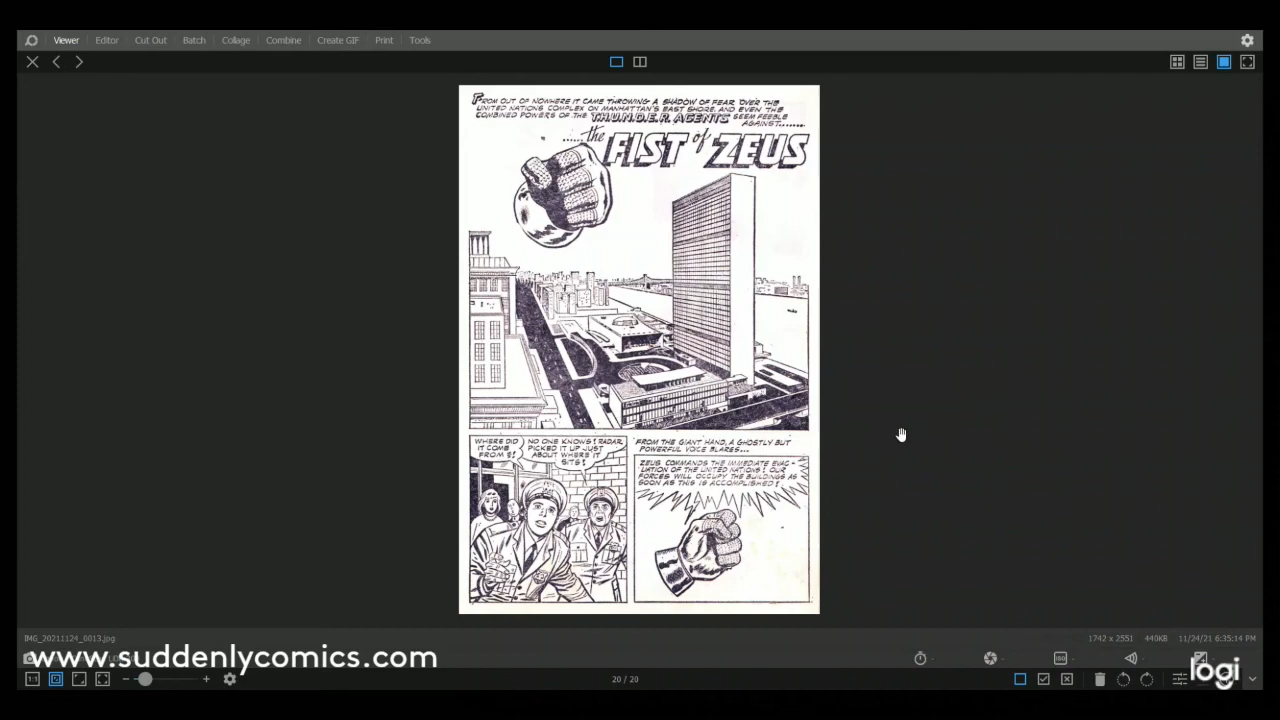 Viewer Editor Cut Out Batch Collage Combine Create GIF Print Tools
FROM OUT OF NOWHERE IT CAME THROWING A SHADOW OF FEAR OVER THE
UNITED NATIONS COMPLEX ON MANHATTAN'S EAST SHORE, AND EVEN THE
COMBINED POWERS OF THE T.H.U.N.D.E.R. AGENTS SEEM FEEBLE
AGAINST........
......the
FIST of ZEUS
WHERE DID
IT COME
FROM?!
NO ONE KNOWS! RADAR
PICKED IT UP JUST
ABOUT WHERE IT
SITS!
FROM THE GIANT HAND, A GHOSTLY BUT
POWERFUL VOICE BLARES...
ZEUS COMMANDS THE IMMEDIATE EVAC-
UATION OF THE UNITED NATIONS! OUR
FORCES WILL OCCUPY THE BUILDINGS AS
SOON AS THIS IS ACCOMPLISHED!
IMG_20211124_0013.jpg
1742 x 2551 440KB 11/24/21 6:35:14 PM
www.suddenlycomics.com
ISO
logi
1:1
20 / 20